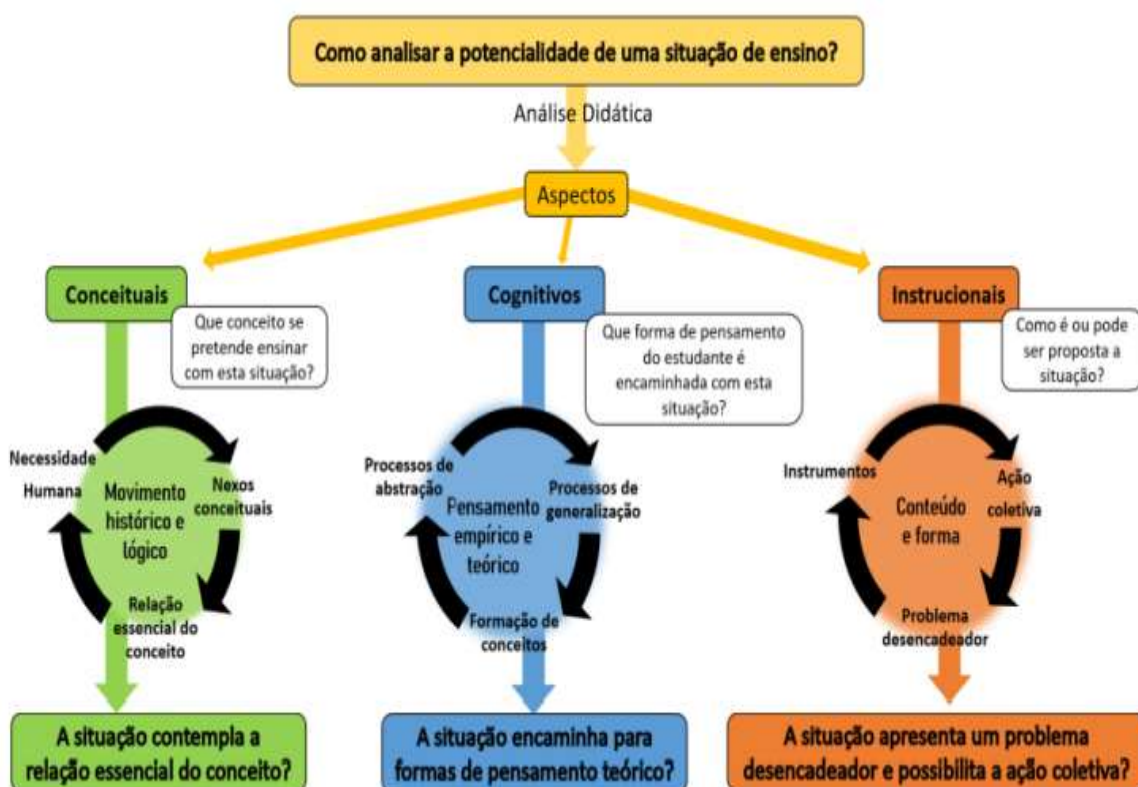 Como analisar a potencialidade de uma situação de ensino?
Análise Didática
Aspectos
Conceituais
Que conceito se
pretende ensinar
com esta situação?
Necessidade
Humana
Nexos
conceituais
Movimento
histórico e
lógico
Relação
essencial do
conceito
A situação contempla a
relação essencial do conceito?
Cognitivos
Que forma de pensamento
do estudante é
encaminhada com esta
situação?
Processos de
abstração
Processos de
generalização
Pensamento
empírico e
teórico
Formação de
conceitos
A situação encaminha para
formas de pensamento teórico?
Instrucionais
Como é ou pode
ser proposta a
situação?
Instrumentos
Ação
coletiva
Conteúdo
e forma
Problema
desencadeador
A situação apresenta um problema
desencadeador e possibilita a ação coletiva?